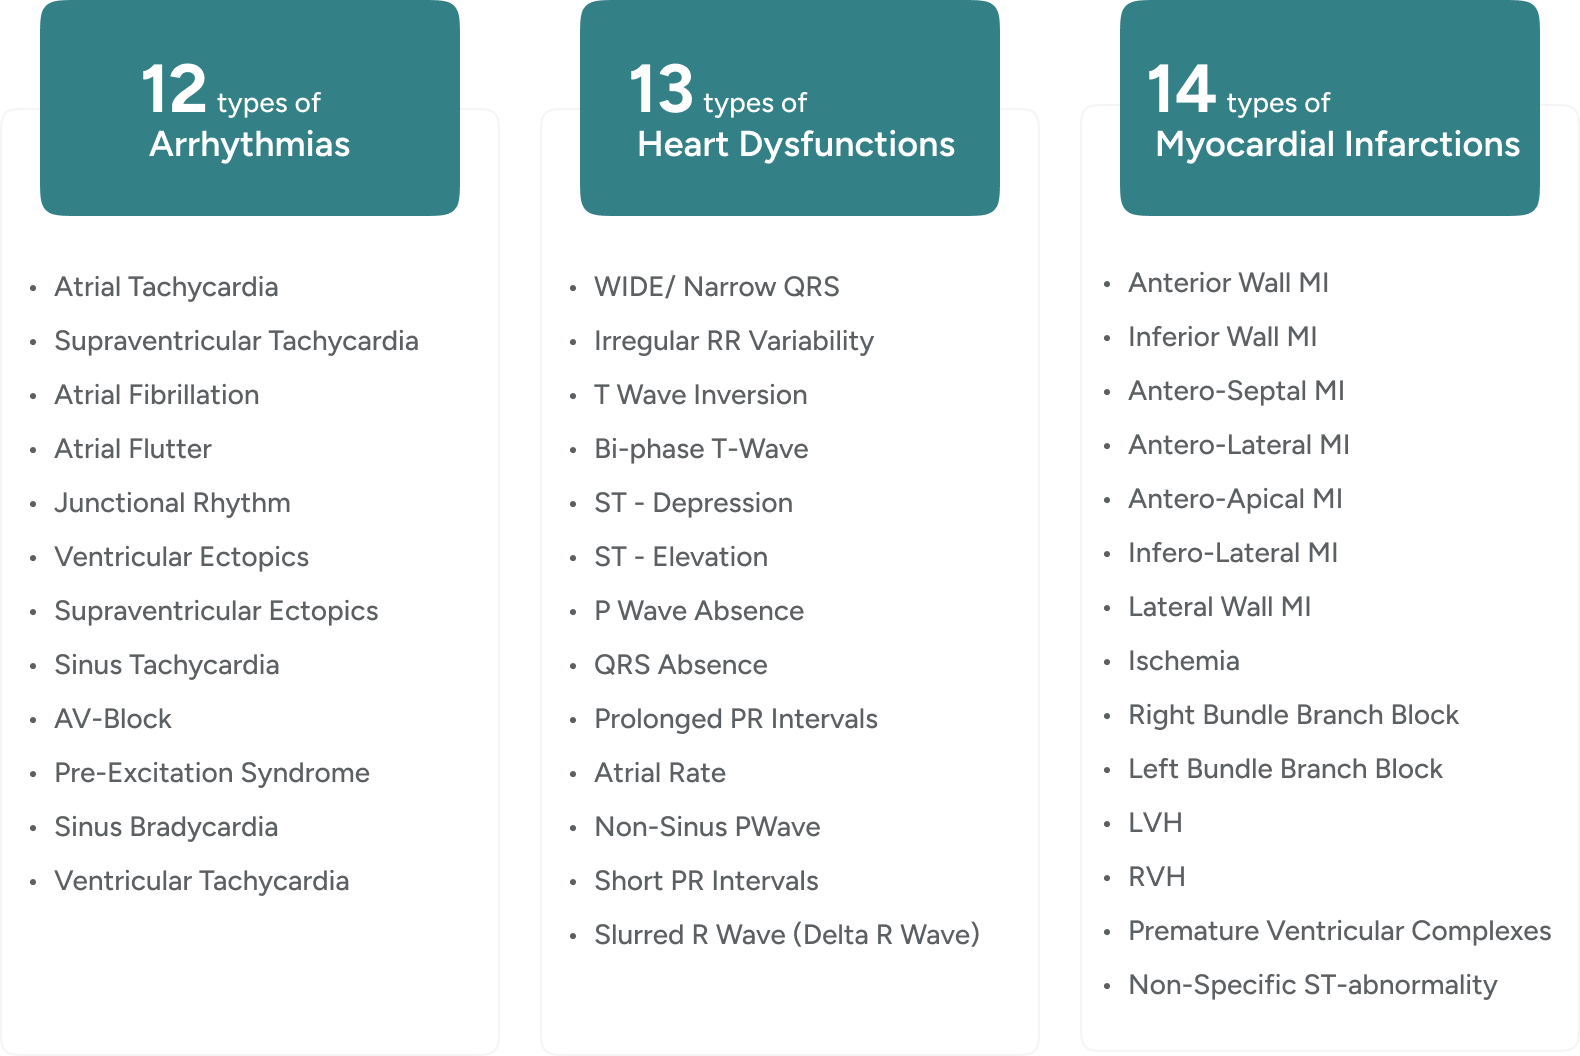 12 types of
Arrhythmias
• Atrial Tachycardia
• Supraventricular Tachycardia
• Atrial Fibrillation
• Atrial Flutter
• Junctional Rhythm
• Ventricular Ectopics
• Supraventricular Ectopics
• Sinus Tachycardia
• AV-Block
• Pre-Excitation Syndrome
• Sinus Bradycardia
• Ventricular Tachycardia
13 types of
Heart Dysfunctions
• WIDE/ Narrow QRS
• Irregular RR Variability
• T Wave Inversion
• Bi-phase T-Wave
• ST - Depression
• ST - Elevation
• P Wave Absence
• QRS Absence
• Prolonged PR Intervals
• Atrial Rate
• Non-Sinus PWave
• Short PR Intervals
• Slurred R Wave (Delta R Wave)
14 types of
Myocardial Infarctions
• Anterior Wall MI
• Inferior Wall MI
• Antero-Septal MI
• Antero-Lateral MI
• Antero-Apical MI
• Infero-Lateral MI
• Lateral Wall MI
• Ischemia
• Right Bundle Branch Block
• Left Bundle Branch Block
• LVH
• RVH
• Premature Ventricular Complexes
• Non-Specific ST-abnormality